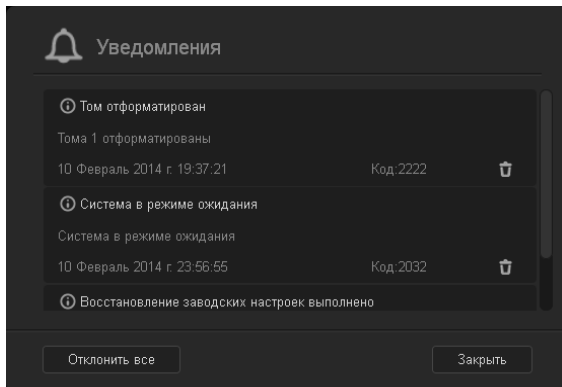 Уведомления
Том отформатирован
Тома 1 отформатированы
10 Февраль 2014 г. 19:37:21 Код:2222
Система в режиме ожидания
Система в режиме ожидания
10 Февраль 2014 г. 23:56:55 Код:2032
Восстановление заводских настроек выполнено
Отклонить все Закрыть